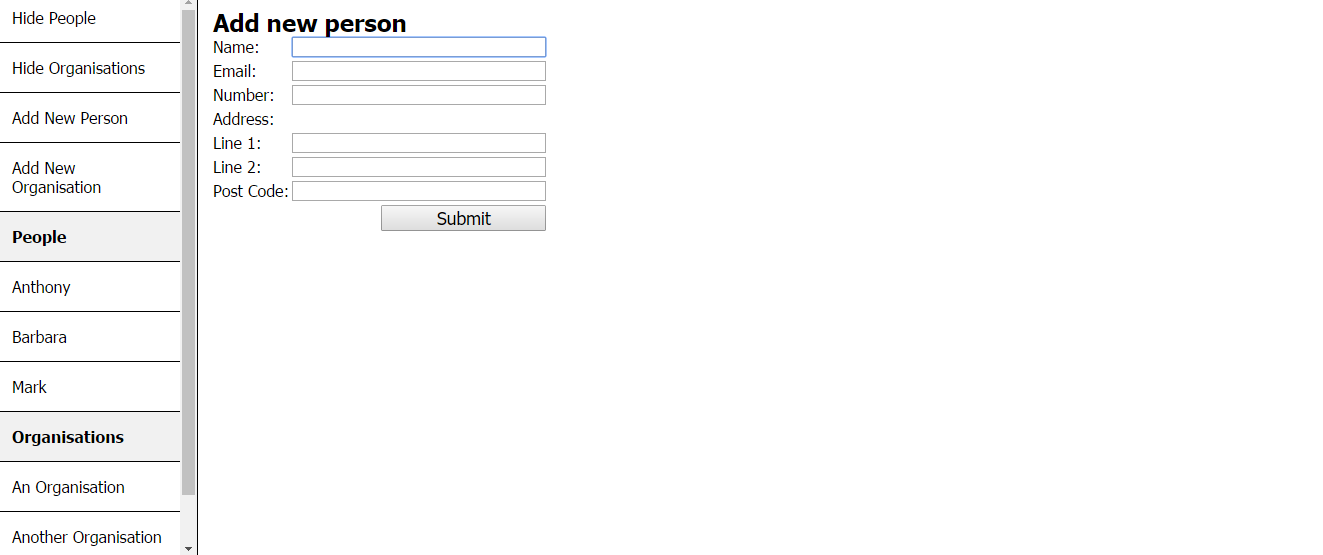 Hide People
Hide Organisations
Add New Person
Add New
Organisation
People
Anthony
Barbara
Mark
Organisations
An Organisation
Another Organisation
Add new person
Name:
Email:
Number:
Address:
Line 1:
Line 2:
Post Code:
Submit